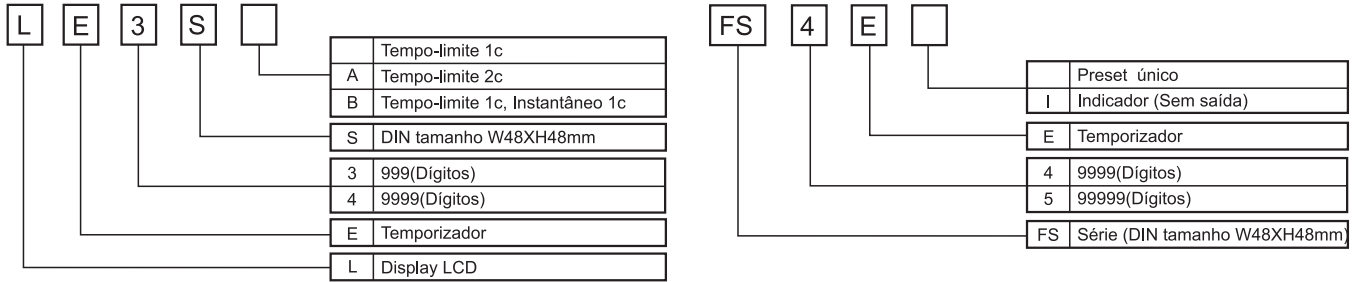 L E 3 S
Tempo-limite 1c
A Tempo-limite 2c
B Tempo-limite 1c, Instantâneo 1c
S DIN tamanho W48XH48mm
3 999(Dígitos)
4 9999(Dígitos)
E Temporizador
L Display LCD
FS 4 E
Preset único
I Indicador (Sem saída)
E Temporizador
4 9999(Dígitos)
5 99999(Dígitos)
FS Série (DIN tamanho W48XH48mm)